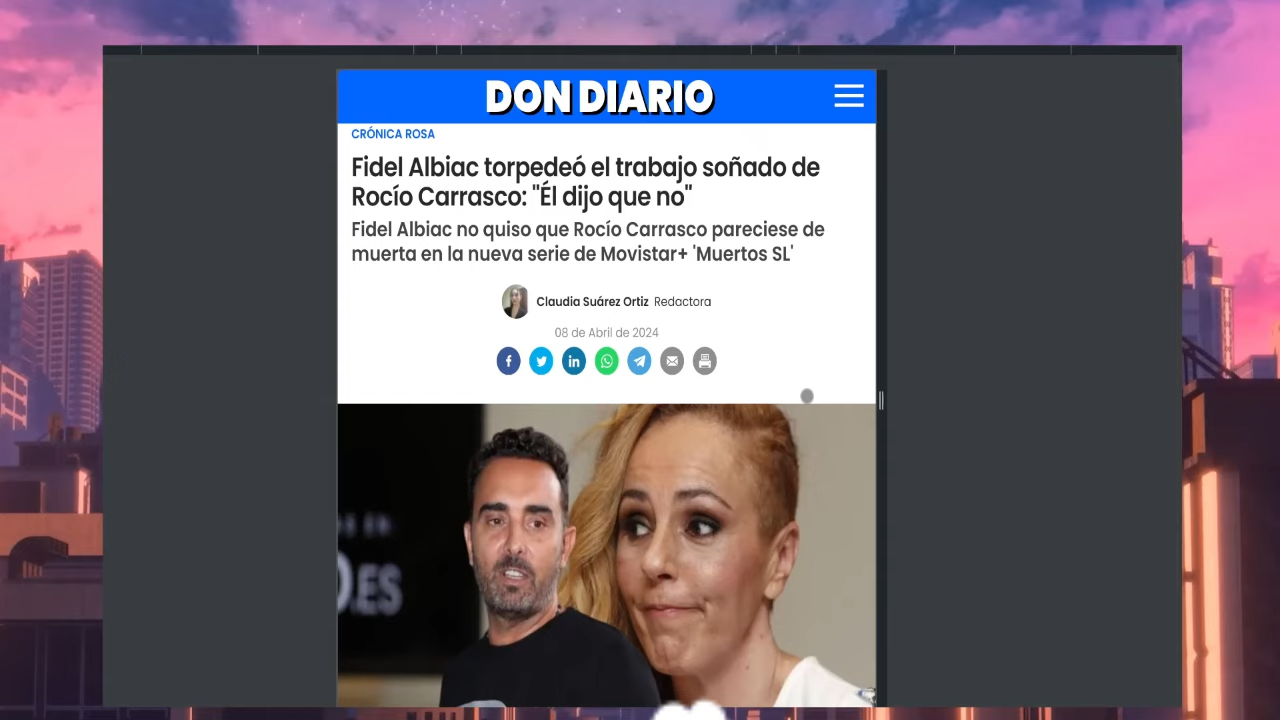 DON DIARIO
CRÓNICA ROSA
Fidel Albiac torpedeó el trabajo soñado de
Rocío Carrasco: "Él dijo que no"
Fidel Albiac no quiso que Rocío Carrasco pareciese de
muerta en la nueva serie de Movistar+ 'Muertos SL'
Claudia Suárez Ortiz Redactora
08 de Abril de 2024
.ES